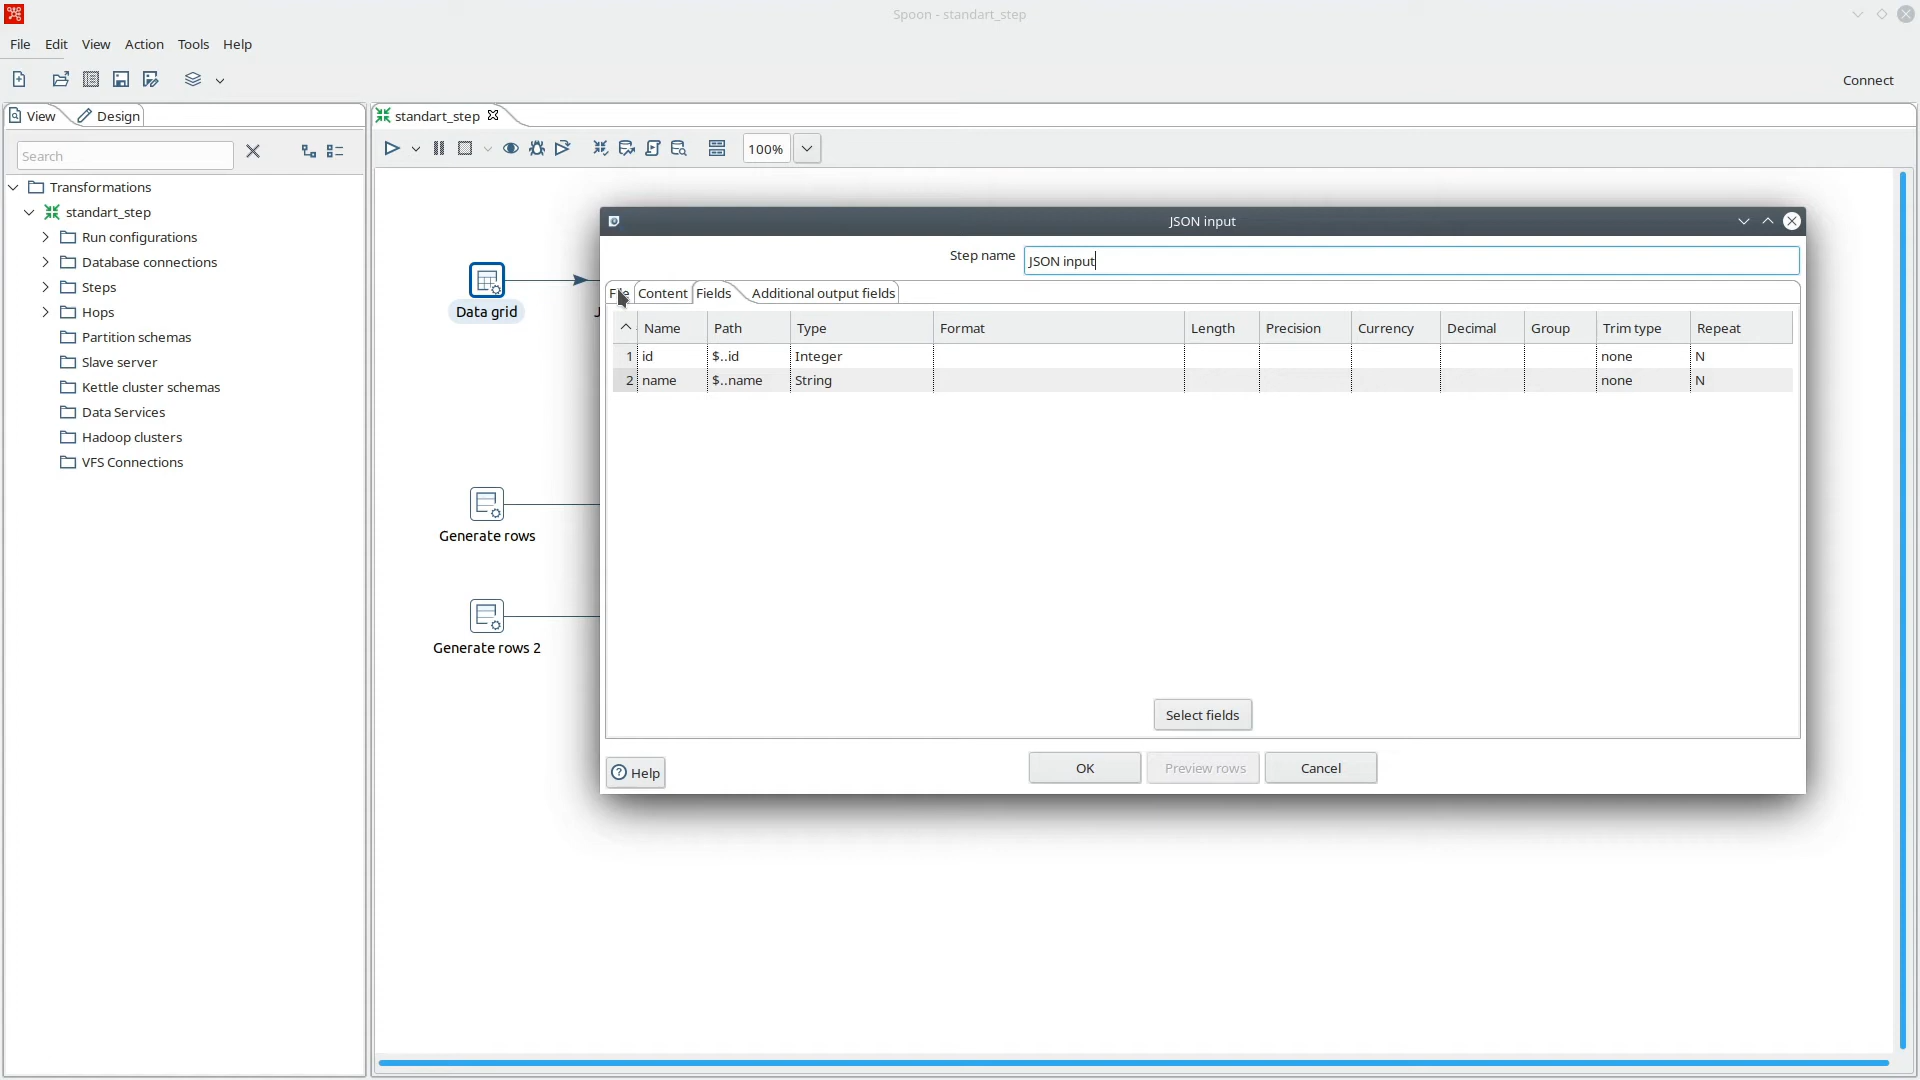 Spoon - standart_step
File Edit View Action Tools Help
Connect
View Design
standart_step
Search
100%
Transformations
standart_step
Run configurations
Database connections
Steps
Hops
Partition schemas
Slave server
Kettle cluster schemas
Data Services
Hadoop clusters
VFS Connections
Data grid
Generate rows
Generate rows 2
JSON input
Step name JSON input
File Content Fields Additional output fields
Name Path Type Format Length Precision Currency Decimal Group Trim type Repeat
1 id $..id Integer none N
2 name $..name String none N
Select fields
Help OK Preview rows Cancel